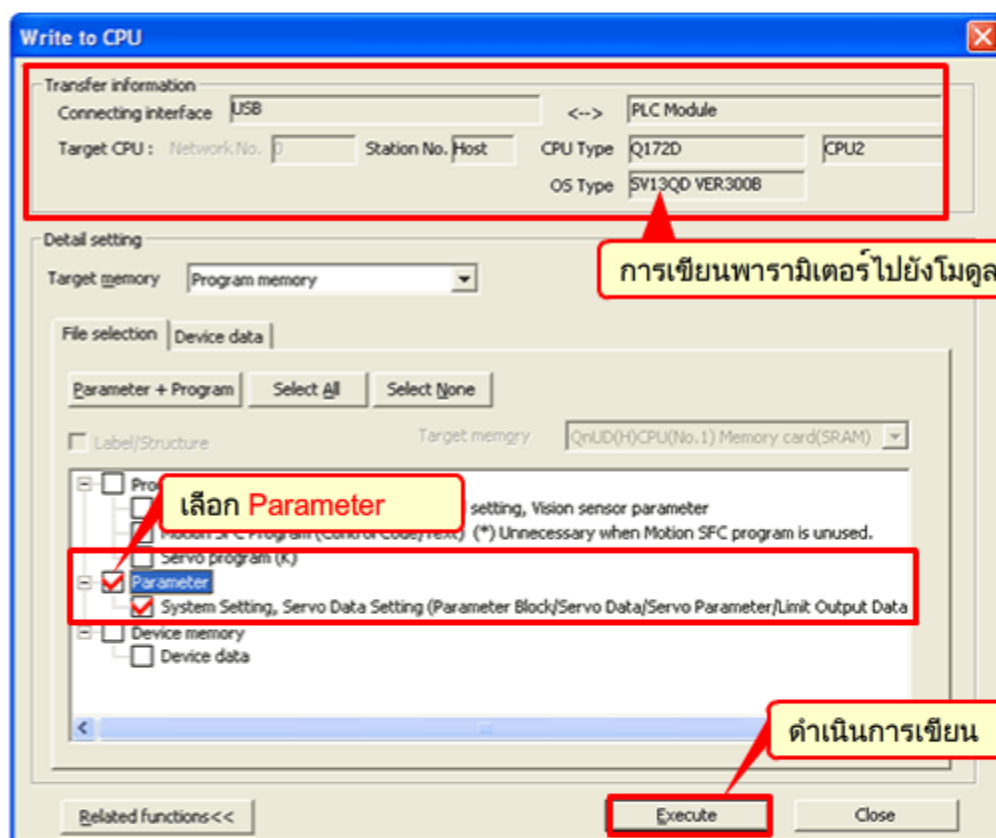 Write to CPU
Transfer information
Connecting interface USB <--> PLC Module
Target CPU : Network No. 0 Station No. Host CPU Type Q172D CPU2
OS Type SV13QD VER300B
Detail setting
การเขียนพารามิเตอร์ไปยังโมดูล
Target memory Program memory
File selection Device data
Parameter + Program Select All Select None
Label/Structure Target memory QnUD(H)CPU(No.1) Memory card(SRAM)
เลือก Parameter
setting, Vision sensor parameter
Motion SFC Program (Control Code/Text) (*) Unnecessary when Motion SFC program is unused.
Servo program (K)
Parameter
System Setting, Servo Data Setting (Parameter Block/Servo Data/Servo Parameter/Limit Output Data
Device memory
Device data
ดำเนินการเขียน
Related functions<< Execute Close